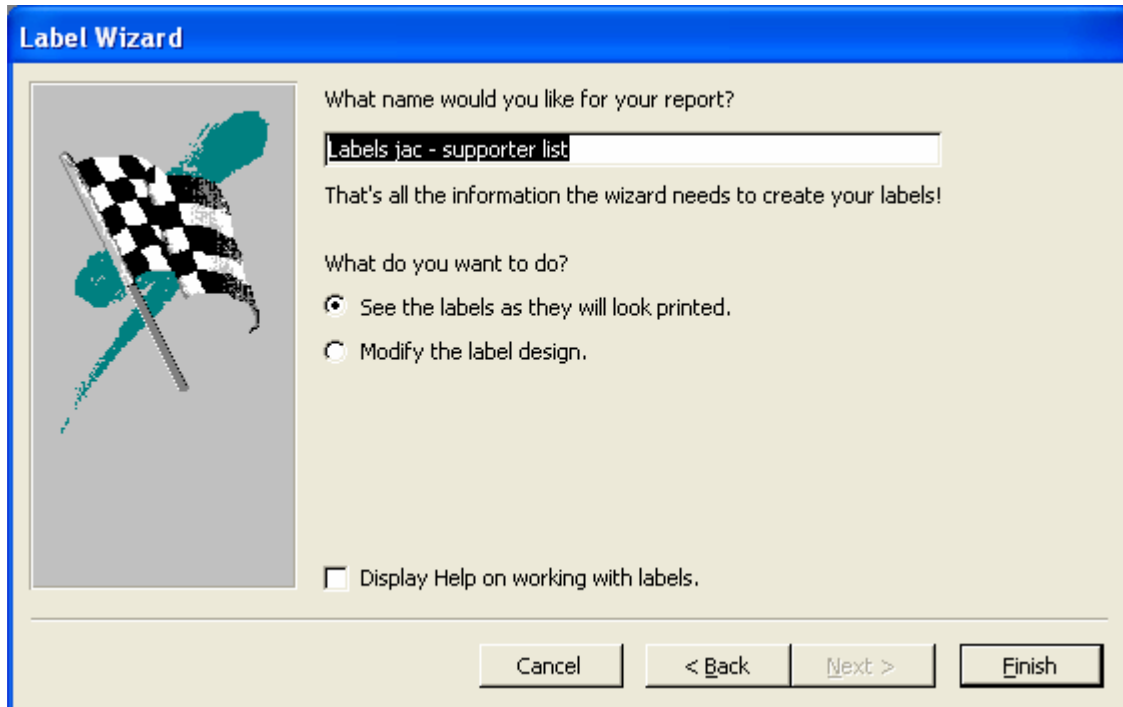 Label Wizard
What name would you like for your report?
Labels jac - supporter list
That's all the information the wizard needs to create your labels!
What do you want to do?
See the labels as they will look printed.
Modify the label design.
Display Help on working with labels.
Cancel
< Back
Next >
Finish